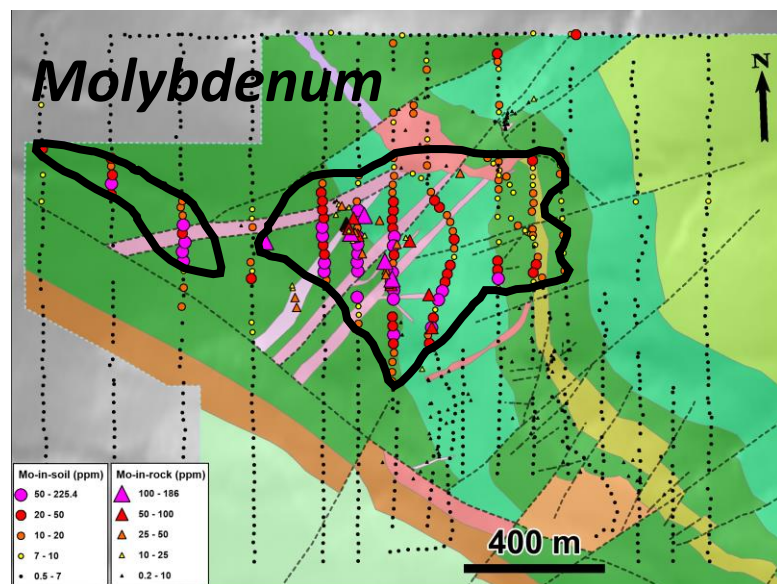 Molybdenum
N
Mo-in-soil (ppm)
50 - 225.4
20 - 50
10 - 20
7 - 10
0.5 - 7
Mo-in-rock (ppm)
100 - 186
50 - 100
25 - 50
10 - 25
0.2 - 10
400 m